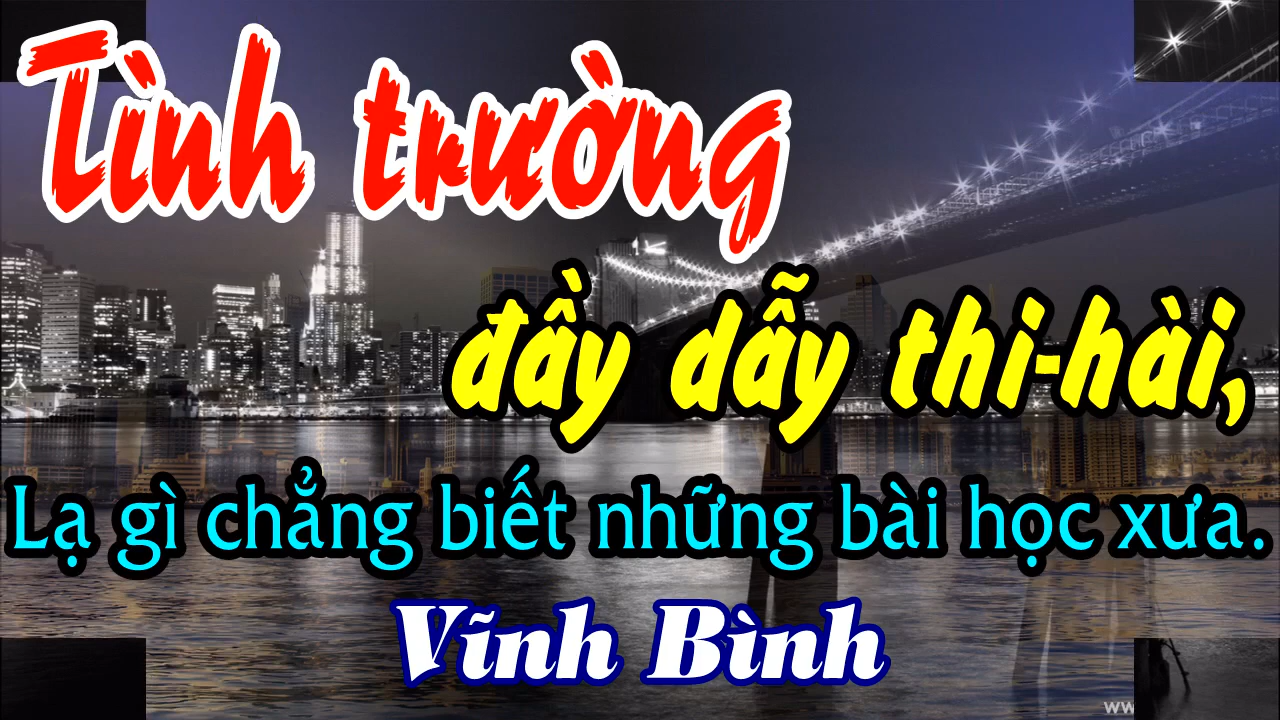 Tình trường
đầy dẫy thi-hài,
Lạ gì chẳng biết những bài học xưa.
Vĩnh Bình